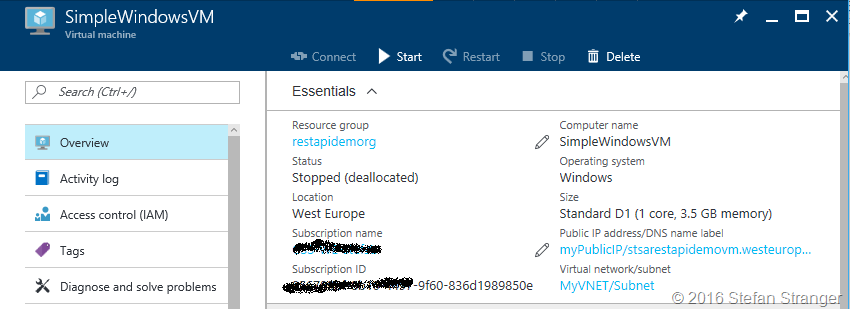 SimpleWindowsVM
Virtual machine
Connect Start Restart Stop Delete
Search (Ctrl+/)
Overview
Activity log
Access control (IAM)
Tags
Diagnose and solve problems
Essentials
Resource group
restapidemorg
Status
Stopped (deallocated)
Location
West Europe
Subscription name
Subscription ID
-9f60-836d1989850e
Computer name
SimpleWindowsVM
Operating system
Windows
Size
Standard D1 (1 core, 3.5 GB memory)
Public IP address/DNS name label
myPublicIP/stsarestapidemovm.westeurop...
Virtual network/subnet
MyVNET/Subnet
© 2016 Stefan Stranger